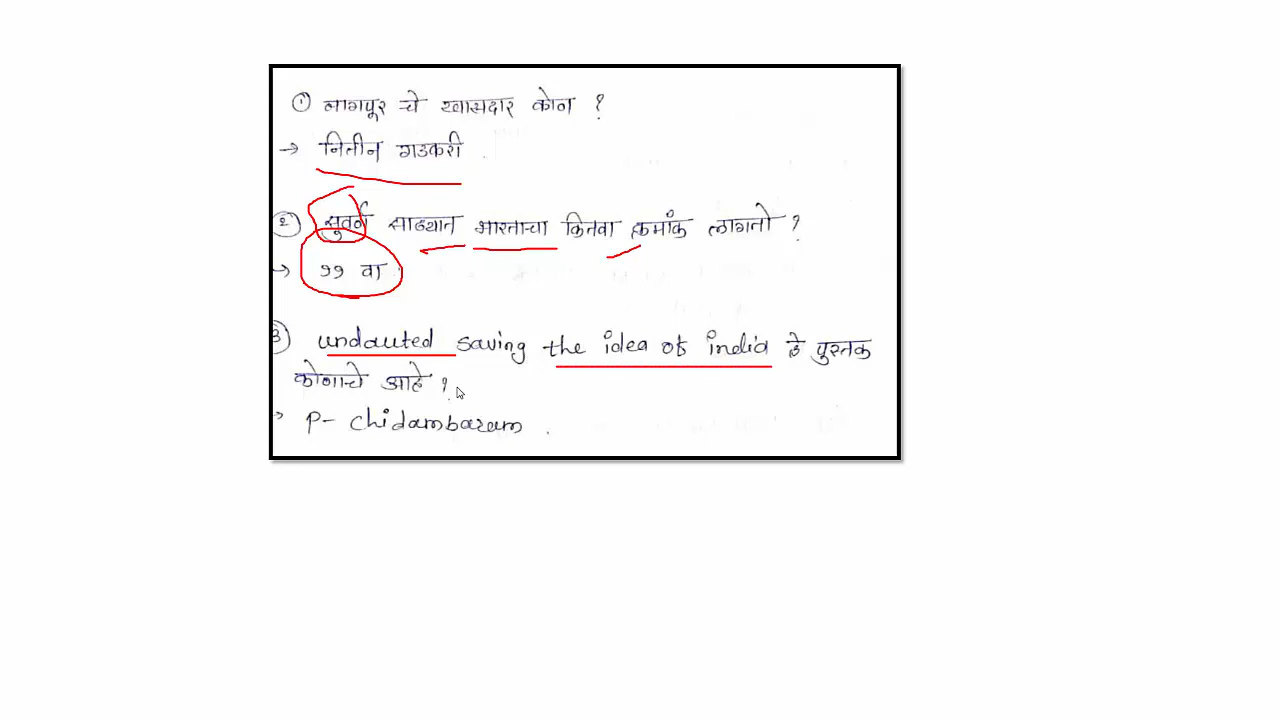 ① नागपूर चे खासदार कोण ?
→ नितीन गडकरी
② सुवर्ण साठ्यात भारताचा कितवा क्रमांक लागतो ?
→ ११ वा
③ undauted saving the idea of india हे पुस्तक
कोणाचे आहे ?
→ P- Chidambaram .